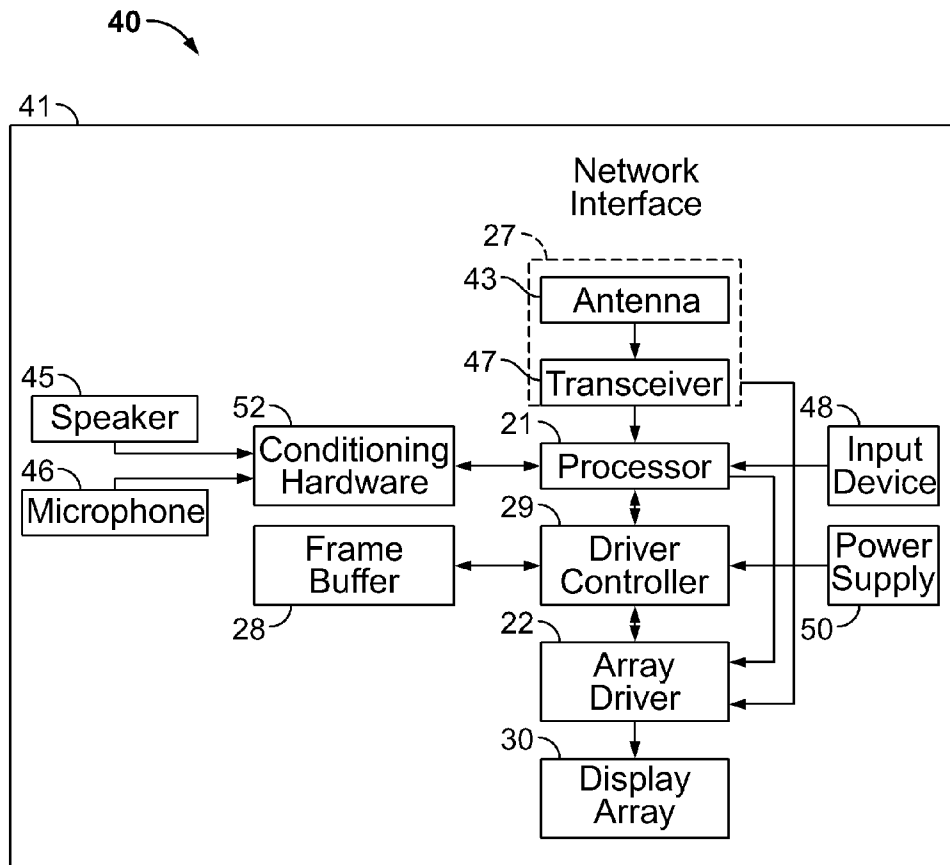 40
41
Network
Interface
27
43
Antenna
47
Transceiver
45
Speaker
52
Conditioning
Hardware
21
Processor
48
Input
Device
46
Microphone
29
Driver
Controller
Frame
Buffer
28
Power
Supply
50
22
Array
Driver
30
Display
Array